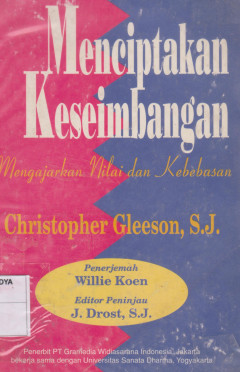 Menciptakan
Keseimbangan
Mengajarkan Nilai dan Kebebasan
Christopher Gleeson, S.J.
Penerjemah
Willie Koen
Editor Peninjau
J. Drost, S.J.
DYA
Penerbit PT Gramedia Widiasarana Indonesia, Jakarta
bekerja sama dengan Universitas Sanata Dharma, Yogyakarta